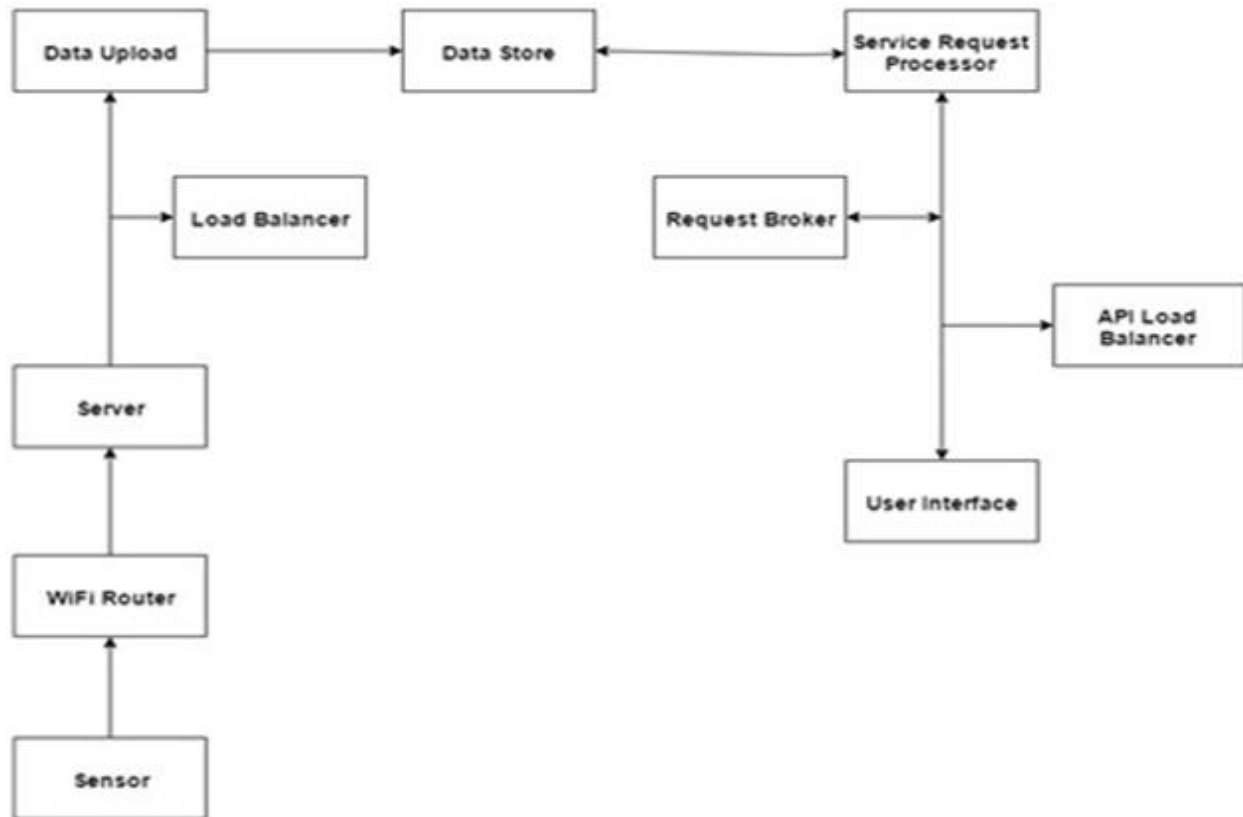 Data Upload
Data Store
Service Request
Processor
Load Balancer
Request Broker
API Load
Balancer
Server
User Interface
WiFi Router
Sensor